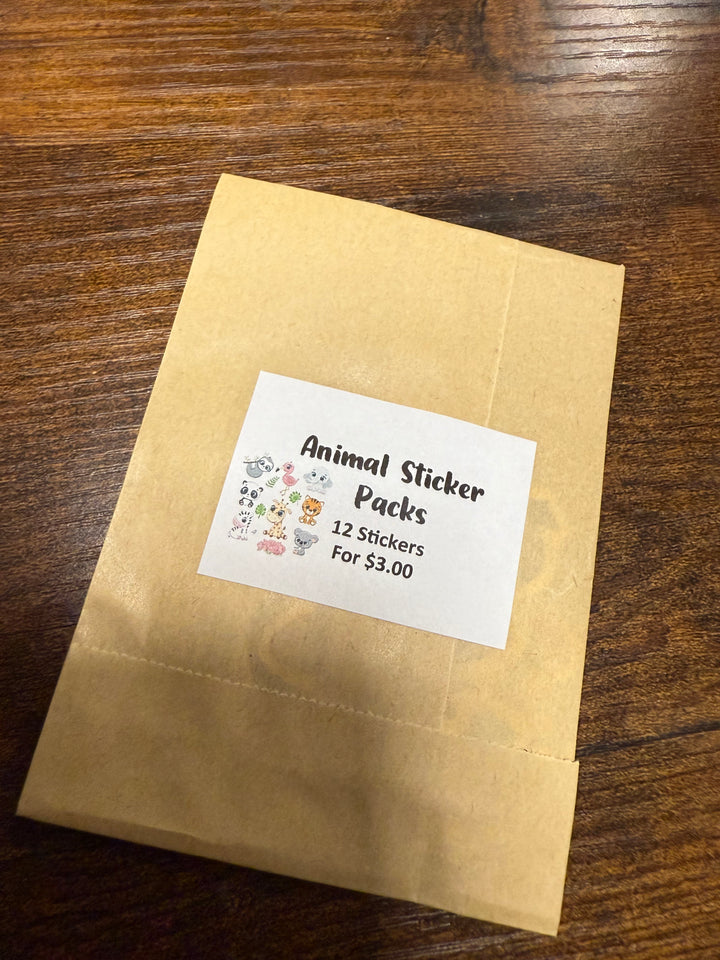 Animal Sticker
Packs
12 Stickers
For $3.00